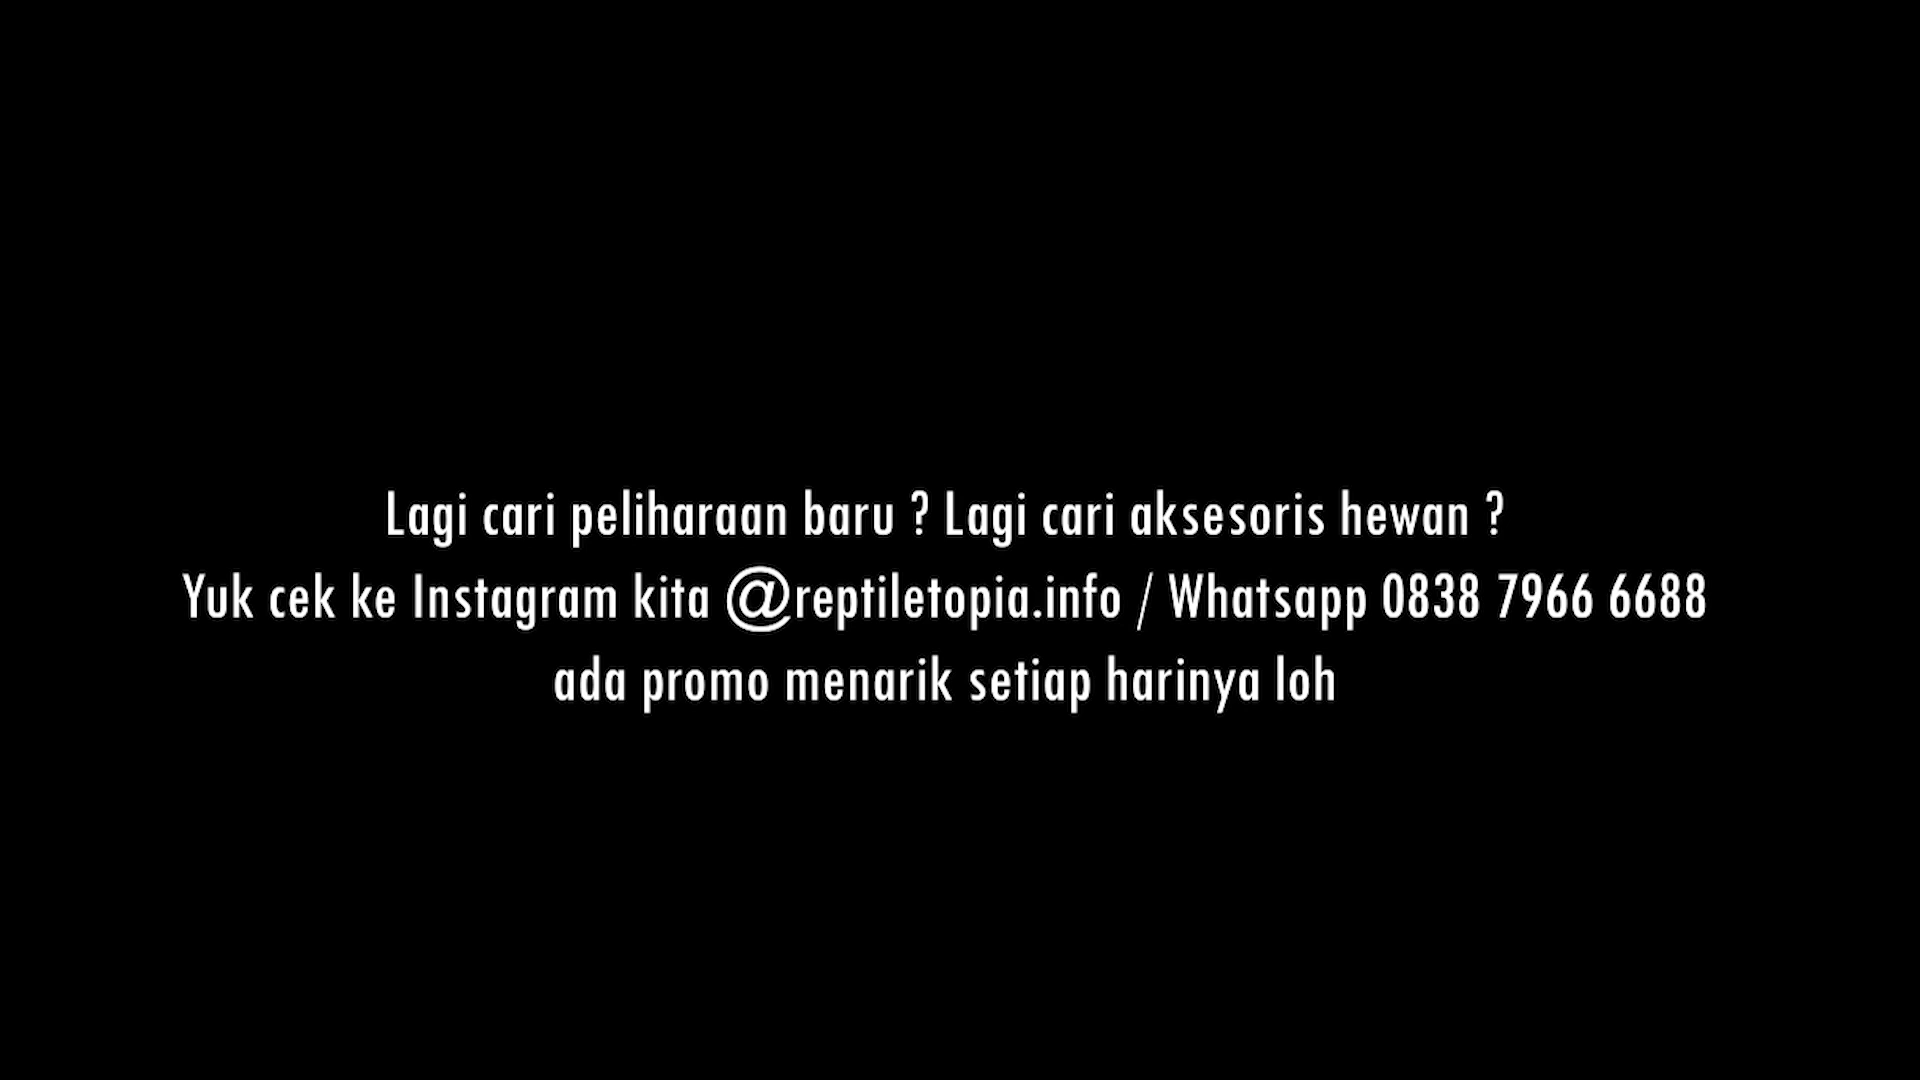 Lagi cari peliharaan baru ? Lagi cari aksesoris hewan ?
Yuk cek ke Instagram kita @reptiletopia.info / Whatsapp 0838 7966 6688
ada promo menarik setiap harinya loh